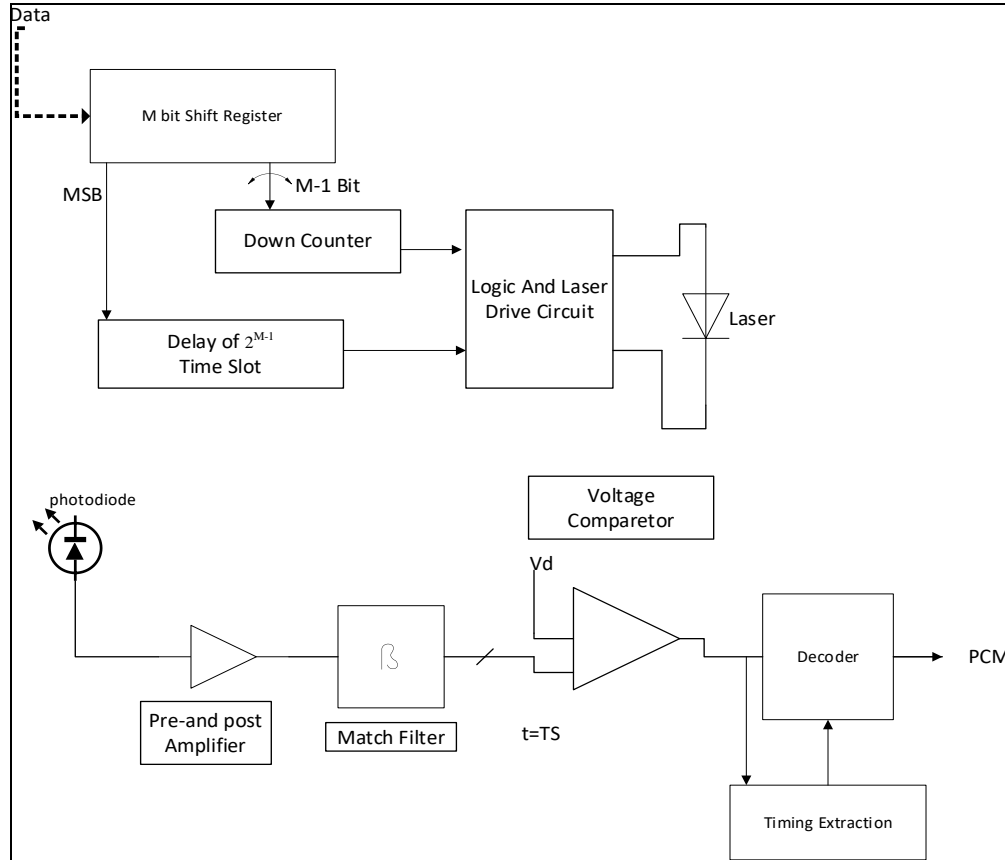 Data
M bit Shift Register
MSB
M-1 Bit
Down Counter
Logic And Laser
Drive Circuit
Laser
Delay of 2^{M-1}
Time Slot
photodiode
Voltage
Comparetor
Vd
β
Decoder
PCM
Pre-and post
Amplifier
Match Filter
t=TS
Timing Extraction